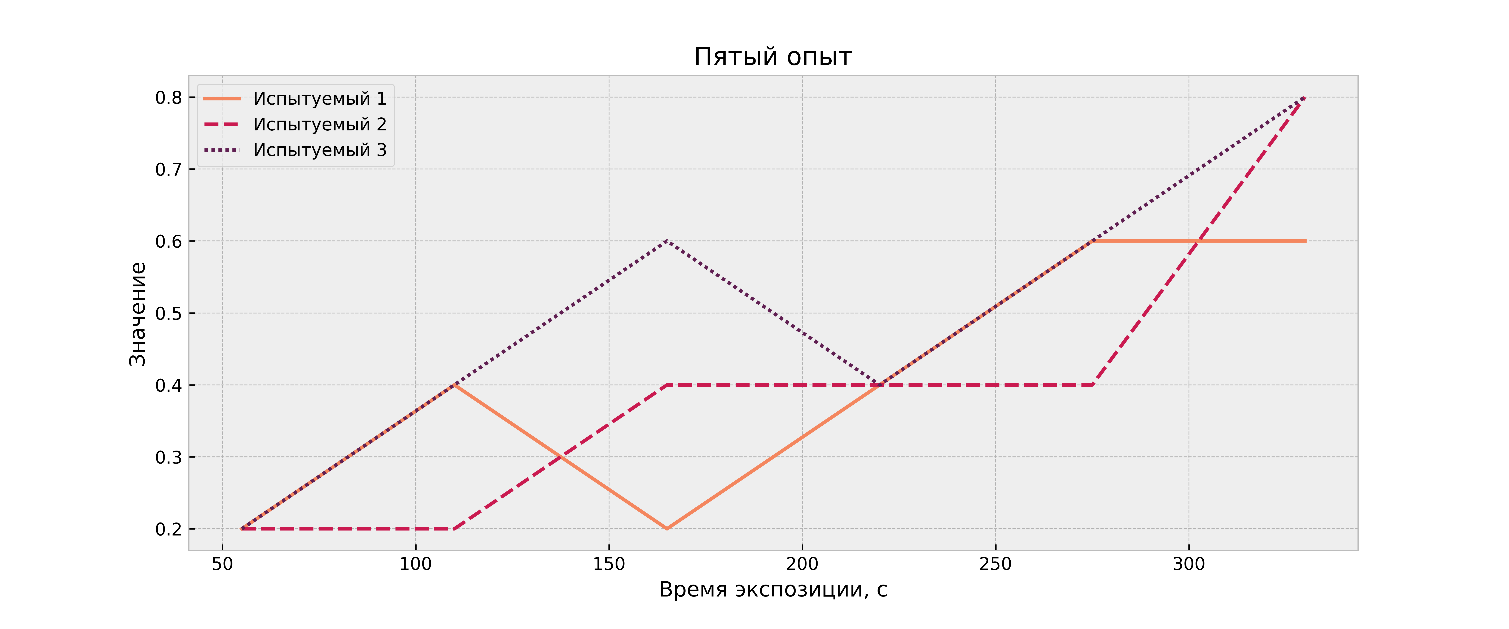 Пятый опыт
Испытуемый 1
Испытуемый 2
Испытуемый 3
0.8
0.7
0.6
0.5
0.4
0.3
0.2
Значение
50 100 150 200 250 300
Время экспозиции, с